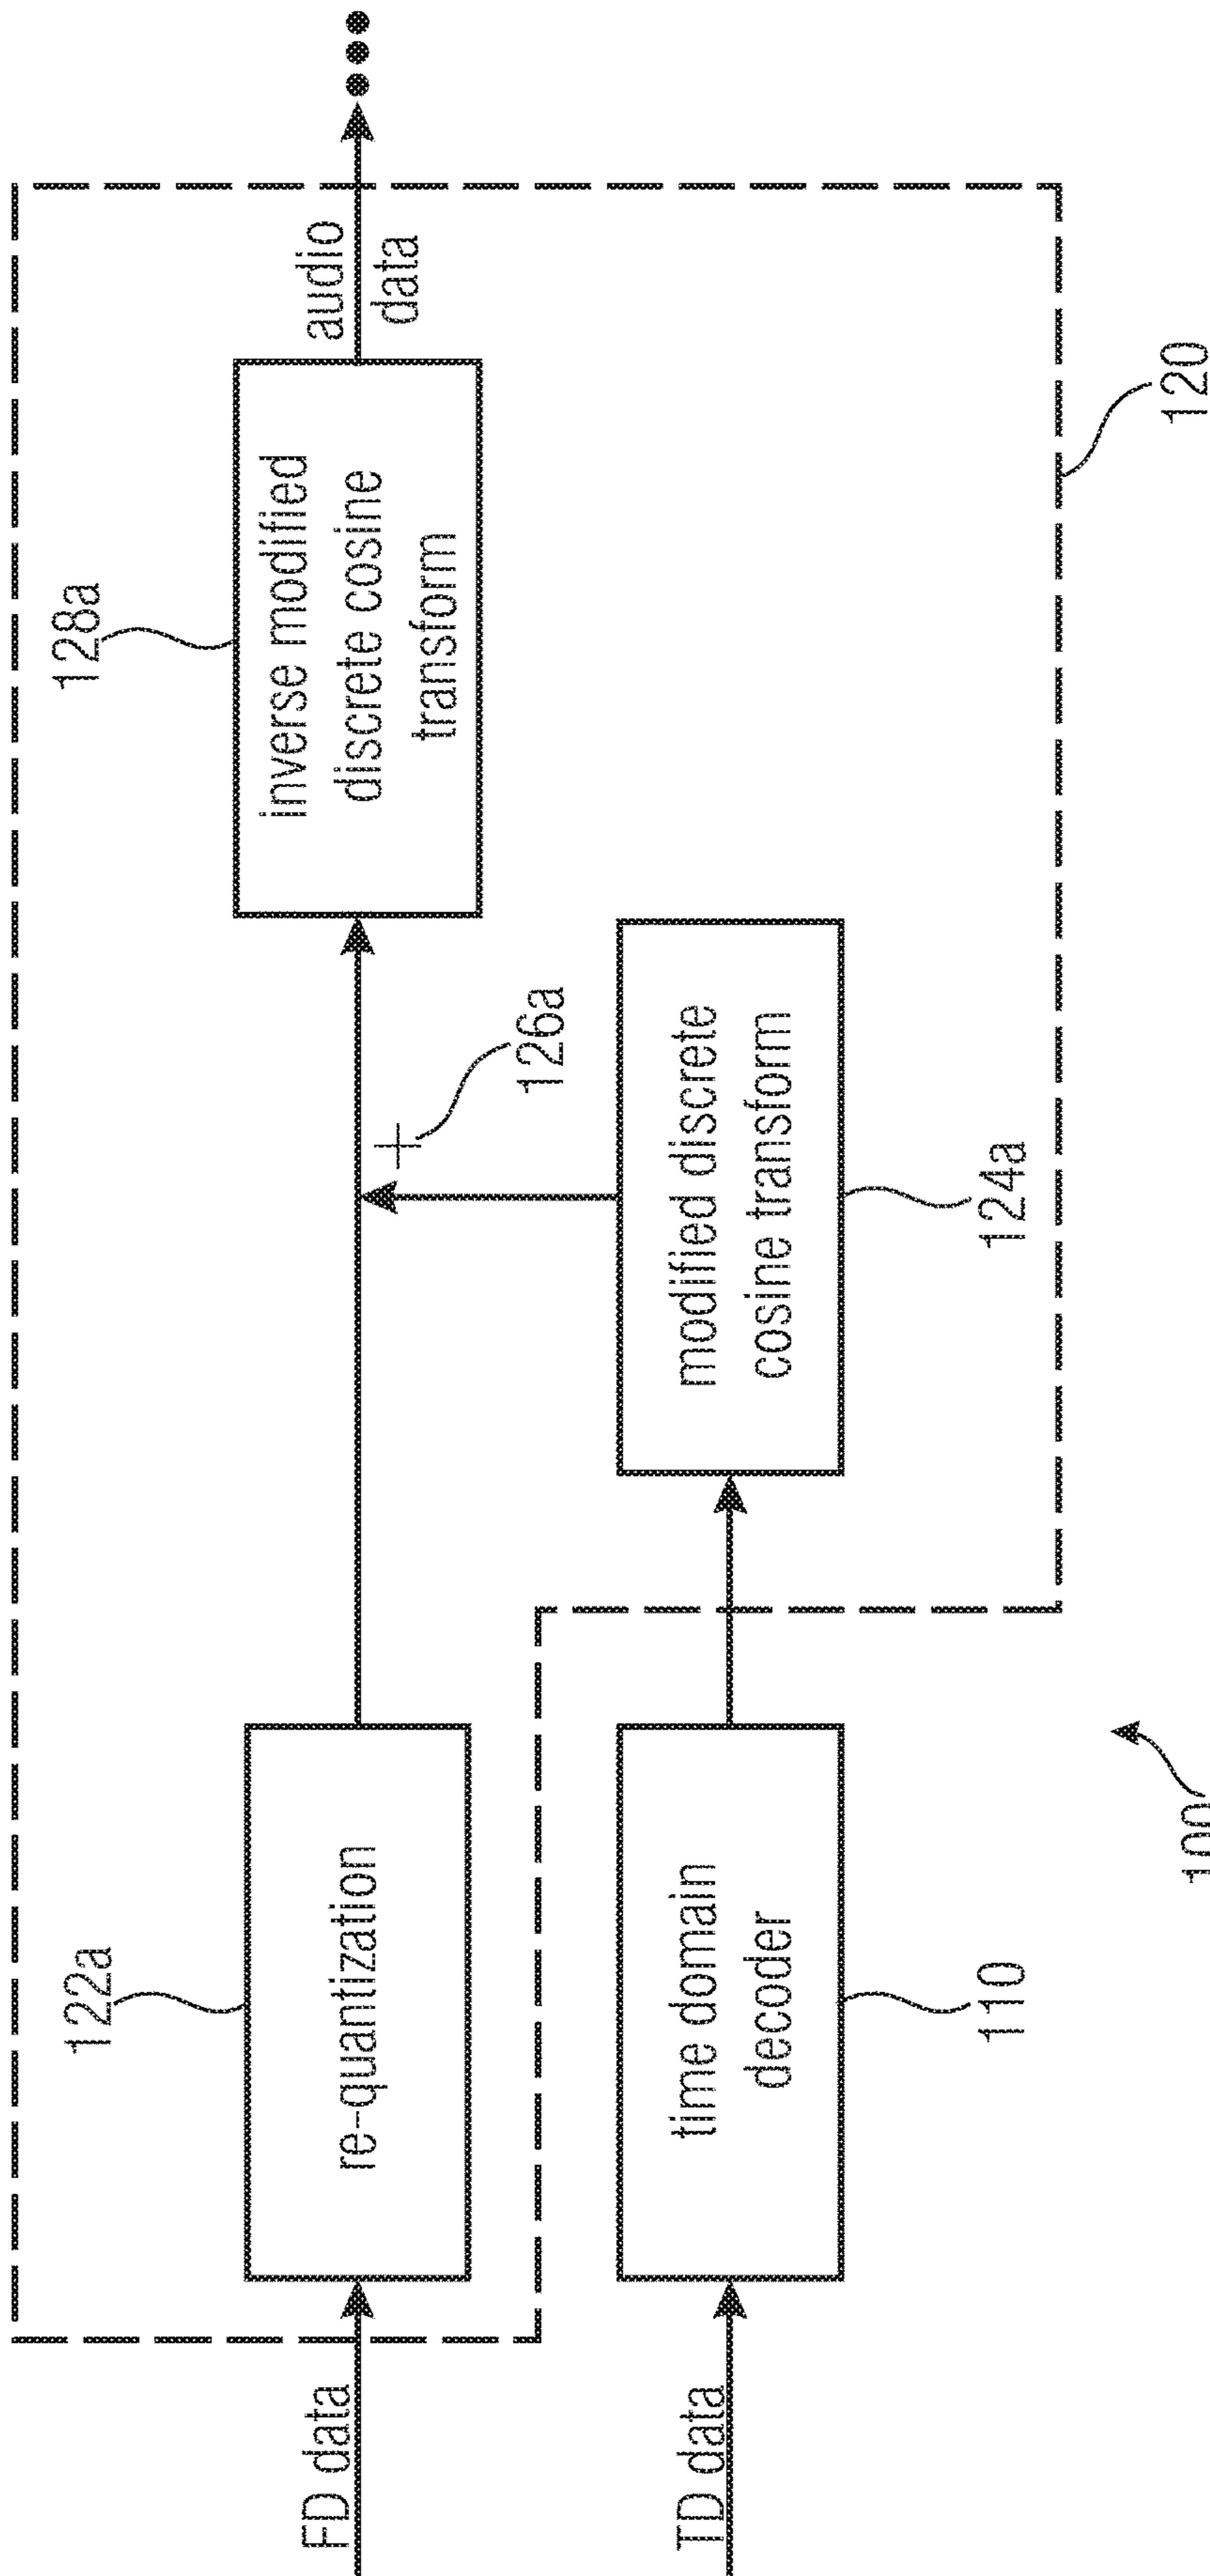 122a
128a
FD data
re-quantization
+
126a
inverse modified
discrete cosine
transform
audio
data
TD data
time domain
decoder
modified discrete
cosine transform
110
124a
120
100